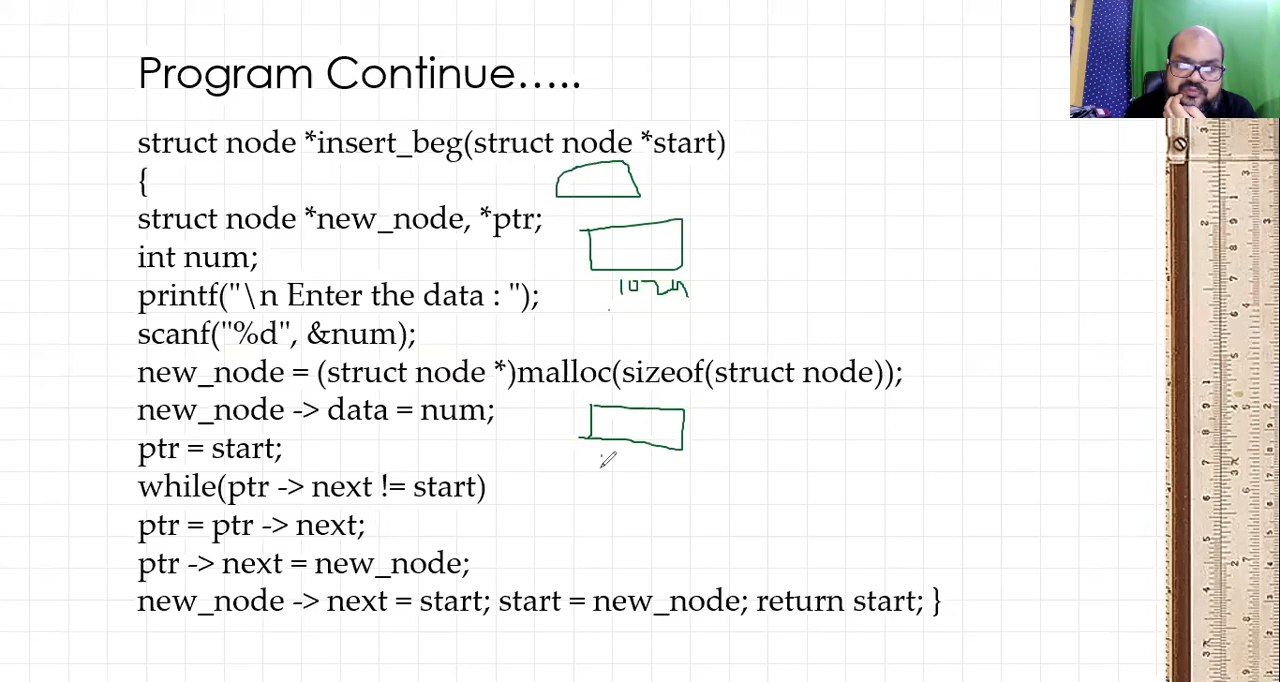 Program Continue.....
struct node *insert_beg(struct node *start)
{
struct node *new_node, *ptr;
int num;
printf("\n Enter the data : ");
scanf("%d", &num);
new_node = (struct node *)malloc(sizeof(struct node));
new_node -> data = num;
ptr = start;
while(ptr -> next != start)
ptr = ptr -> next;
ptr -> next = new_node;
new_node -> next = start; start = new_node; return start; }